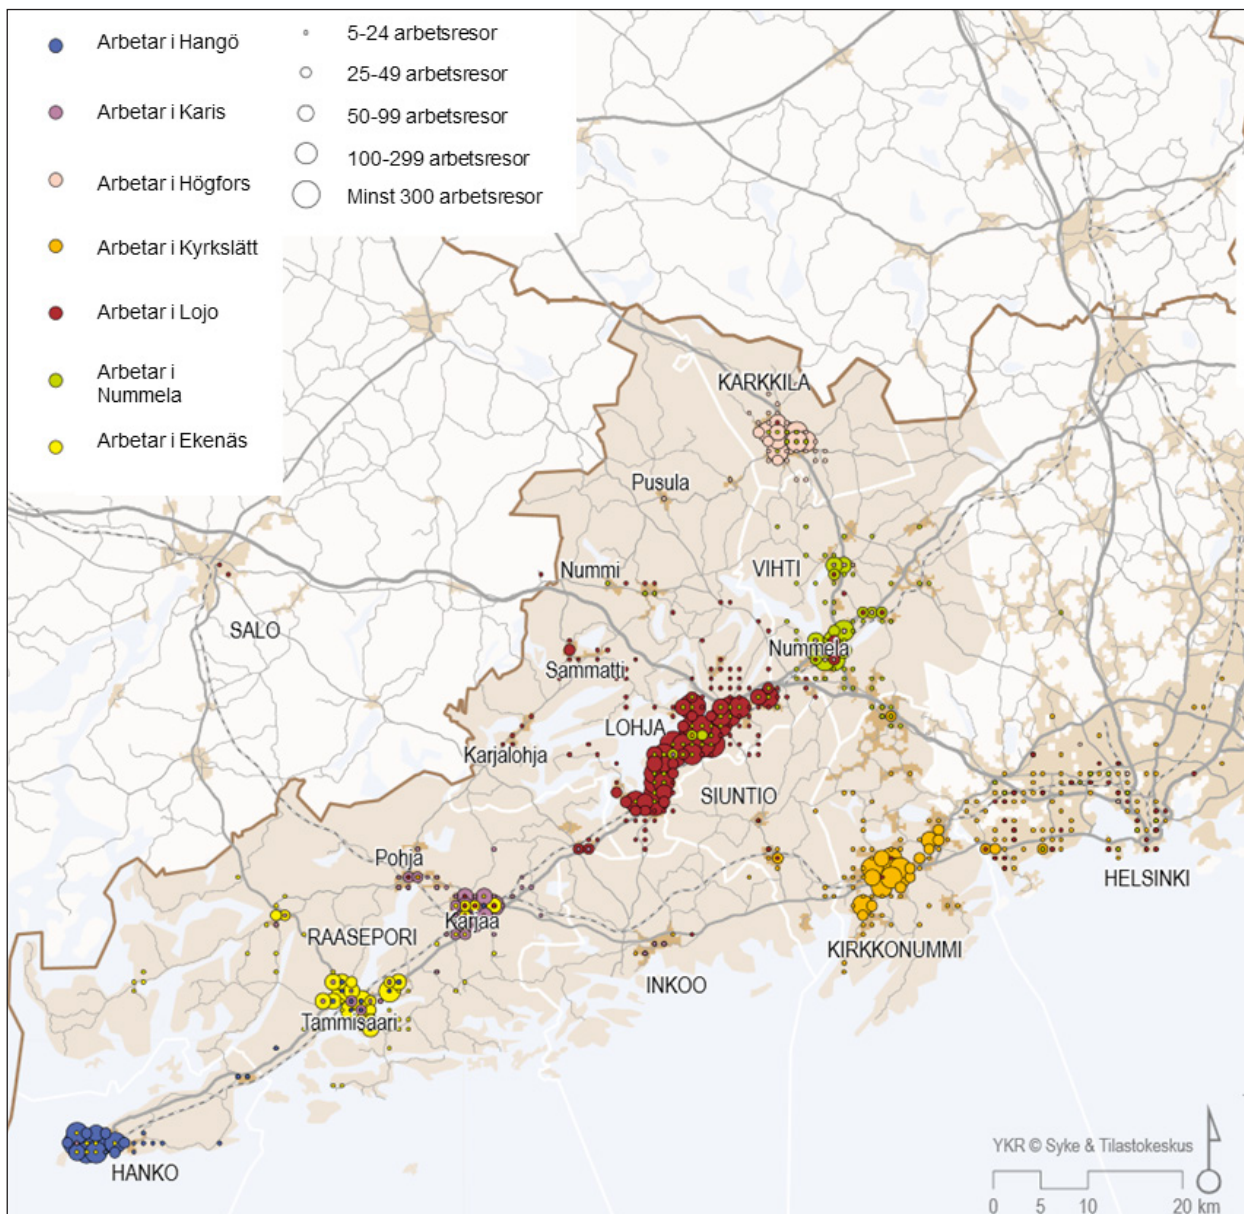 Arbetar i Hangö
Arbetar i Karis
Arbetar i Högfors
Arbetar i Kyrkslätt
Arbetar i Lojo
Arbetar i
Nummela
Arbetar i Ekenäs
5-24 arbetsresor
25-49 arbetsresor
50-99 arbetsresor
100-299 arbetsresor
Minst 300 arbetsresor
KARKKILA
Pusula
Nummi
VIHTI
SALO
Nummela
Sammatti
LOHJA
Karjalohja
SIUNTIO
Pohja
HELSINKI
Karjaa
RAASEPORI
KIRKKONUMMI
INKOO
Tammisaari
HANKO
YKR © Syke & Tilastokeskus
0 5 10 20 km